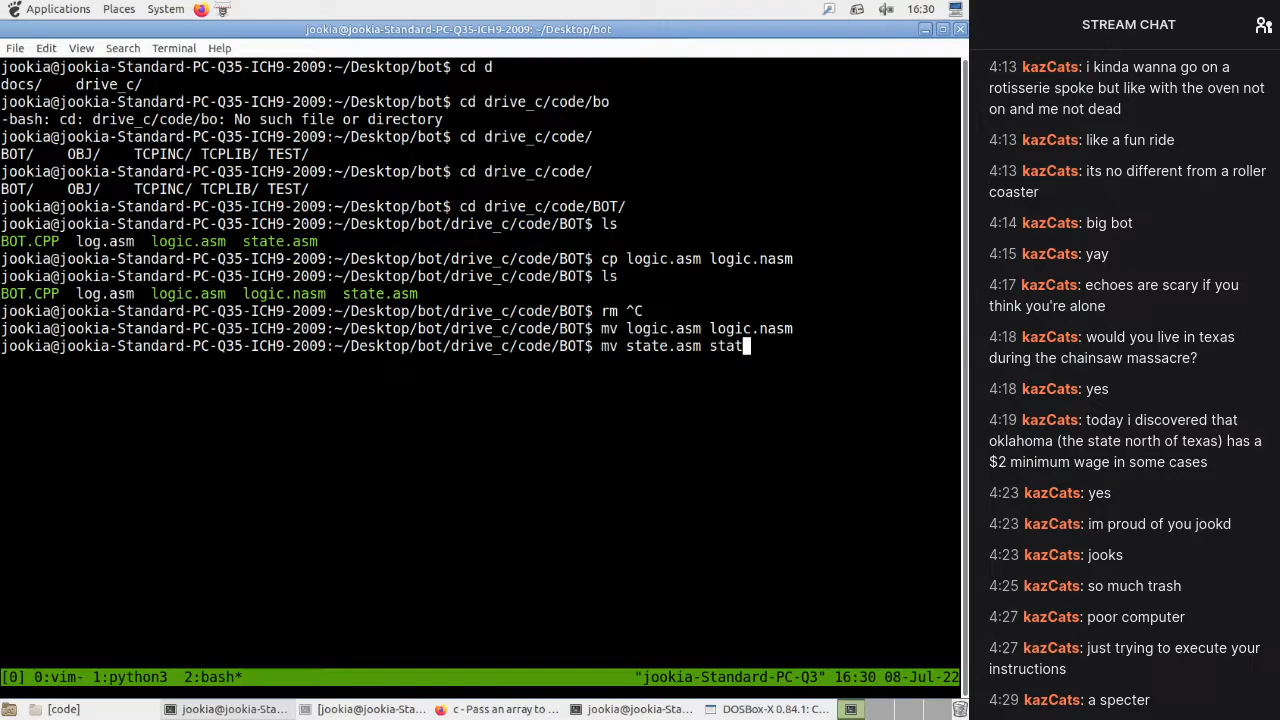 Applications Places System 16:30
jookia@jookia-Standard-PC-Q35-ICH9-2009: ~/Desktop/bot
File Edit View Search Terminal Help
jookia@jookia-Standard-PC-Q35-ICH9-2009:~/Desktop/bot$ cd d
docs/    drive_c/
jookia@jookia-Standard-PC-Q35-ICH9-2009:~/Desktop/bot$ cd drive_c/code/bo
-bash: cd: drive_c/code/bo: No such file or directory
jookia@jookia-Standard-PC-Q35-ICH9-2009:~/Desktop/bot$ cd drive_c/code/
BOT/    OBJ/    TCPINC/ TCPLIB/ TEST/
jookia@jookia-Standard-PC-Q35-ICH9-2009:~/Desktop/bot$ cd drive_c/code/
BOT/    OBJ/    TCPINC/ TCPLIB/ TEST/
jookia@jookia-Standard-PC-Q35-ICH9-2009:~/Desktop/bot$ cd drive_c/code/BOT/
jookia@jookia-Standard-PC-Q35-ICH9-2009:~/Desktop/bot/drive_c/code/BOT$ ls
BOT.CPP  log.asm  logic.asm  state.asm
jookia@jookia-Standard-PC-Q35-ICH9-2009:~/Desktop/bot/drive_c/code/BOT$ cp logic.asm logic.nasm
jookia@jookia-Standard-PC-Q35-ICH9-2009:~/Desktop/bot/drive_c/code/BOT$ ls
BOT.CPP  log.asm  logic.asm  logic.nasm  state.asm
jookia@jookia-Standard-PC-Q35-ICH9-2009:~/Desktop/bot/drive_c/code/BOT$ rm ^C
jookia@jookia-Standard-PC-Q35-ICH9-2009:~/Desktop/bot/drive_c/code/BOT$ mv logic.asm logic.nasm
jookia@jookia-Standard-PC-Q35-ICH9-2009:~/Desktop/bot/drive_c/code/BOT$ mv state.asm stat
[0] 0:vim- 1:python3  2:bash* "jookia-Standard-PC-Q3" 16:30 08-Jul-22
[code] jookia@jookia-Sta... [jookia@jookia-Sta... c - Pass an array to ... jookia@jookia-Sta... DOSBox-X 0.84.1: C...
STREAM CHAT
4:13 kazCats: i kinda wanna go on a
rotisserie spoke but like with the oven not
on and me not dead
4:13 kazCats: like a fun ride
4:13 kazCats: its no different from a roller
coaster
4:14 kazCats: big bot
4:15 kazCats: yay
4:17 kazCats: echoes are scary if you
think you're alone
4:18 kazCats: would you live in texas
during the chainsaw massacre?
4:18 kazCats: yes
4:19 kazCats: today i discovered that
oklahoma (the state north of texas) has a
$2 minimum wage in some cases
4:23 kazCats: yes
4:23 kazCats: im proud of you jookd
4:23 kazCats: jooks
4:25 kazCats: so much trash
4:27 kazCats: poor computer
4:27 kazCats: just trying to execute your
instructions
4:29 kazCats: a specter